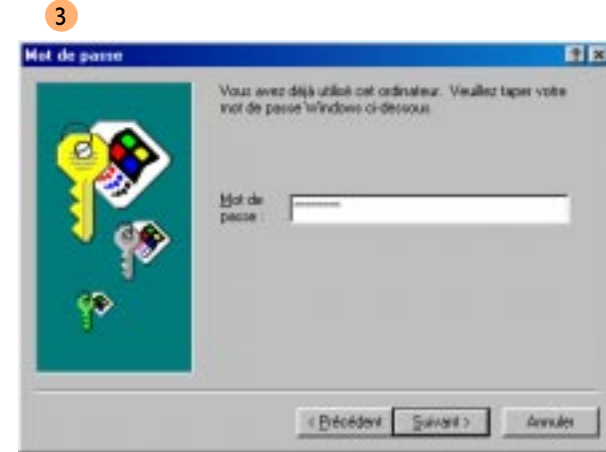 3
Mot de passe
Vous avez déjà utilisé cet ordinateur. Veuillez taper votre
mot de passe Windows ci-dessous.
Mot de
passe :
< Précédent
Suivant >
Annuler